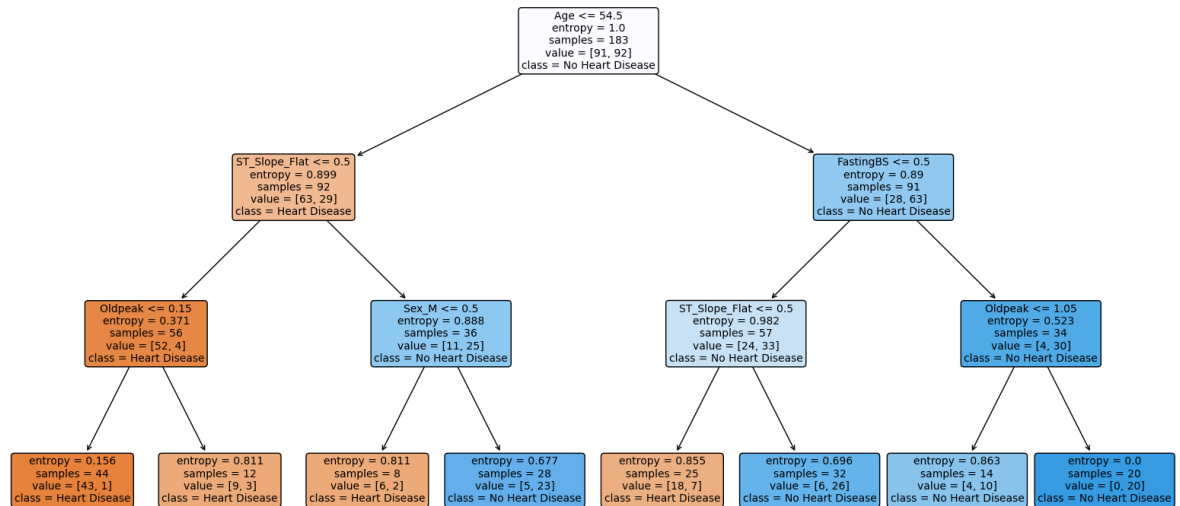 Age <= 54.5
entropy = 1.0
samples = 183
value = [91, 92]
class = No Heart Disease
ST_Slope_Flat <= 0.5
entropy = 0.899
samples = 92
value = [63, 29]
class = Heart Disease
FastingBS <= 0.5
entropy = 0.89
samples = 91
value = [28, 63]
class = No Heart Disease
Oldpeak <= 0.15
entropy = 0.371
samples = 56
value = [52, 4]
class = Heart Disease
Sex_M <= 0.5
entropy = 0.888
samples = 36
value = [11, 25]
class = No Heart Disease
ST_Slope_Flat <= 0.5
entropy = 0.982
samples = 57
value = [24, 33]
class = No Heart Disease
Oldpeak <= 1.05
entropy = 0.523
samples = 34
value = [4, 30]
class = No Heart Disease
entropy = 0.156
samples = 44
value = [43, 1]
class = Heart Disease
entropy = 0.811
samples = 12
value = [9, 3]
class = Heart Disease
entropy = 0.811
samples = 8
value = [6, 2]
class = Heart Disease
entropy = 0.677
samples = 28
value = [5, 23]
class = No Heart Disease
entropy = 0.855
samples = 25
value = [18, 7]
class = Heart Disease
entropy = 0.696
samples = 32
value = [6, 26]
class = No Heart Disease
entropy = 0.863
samples = 14
value = [4, 10]
class = No Heart Disease
entropy = 0.0
samples = 20
value = [0, 20]
class = No Heart Disease